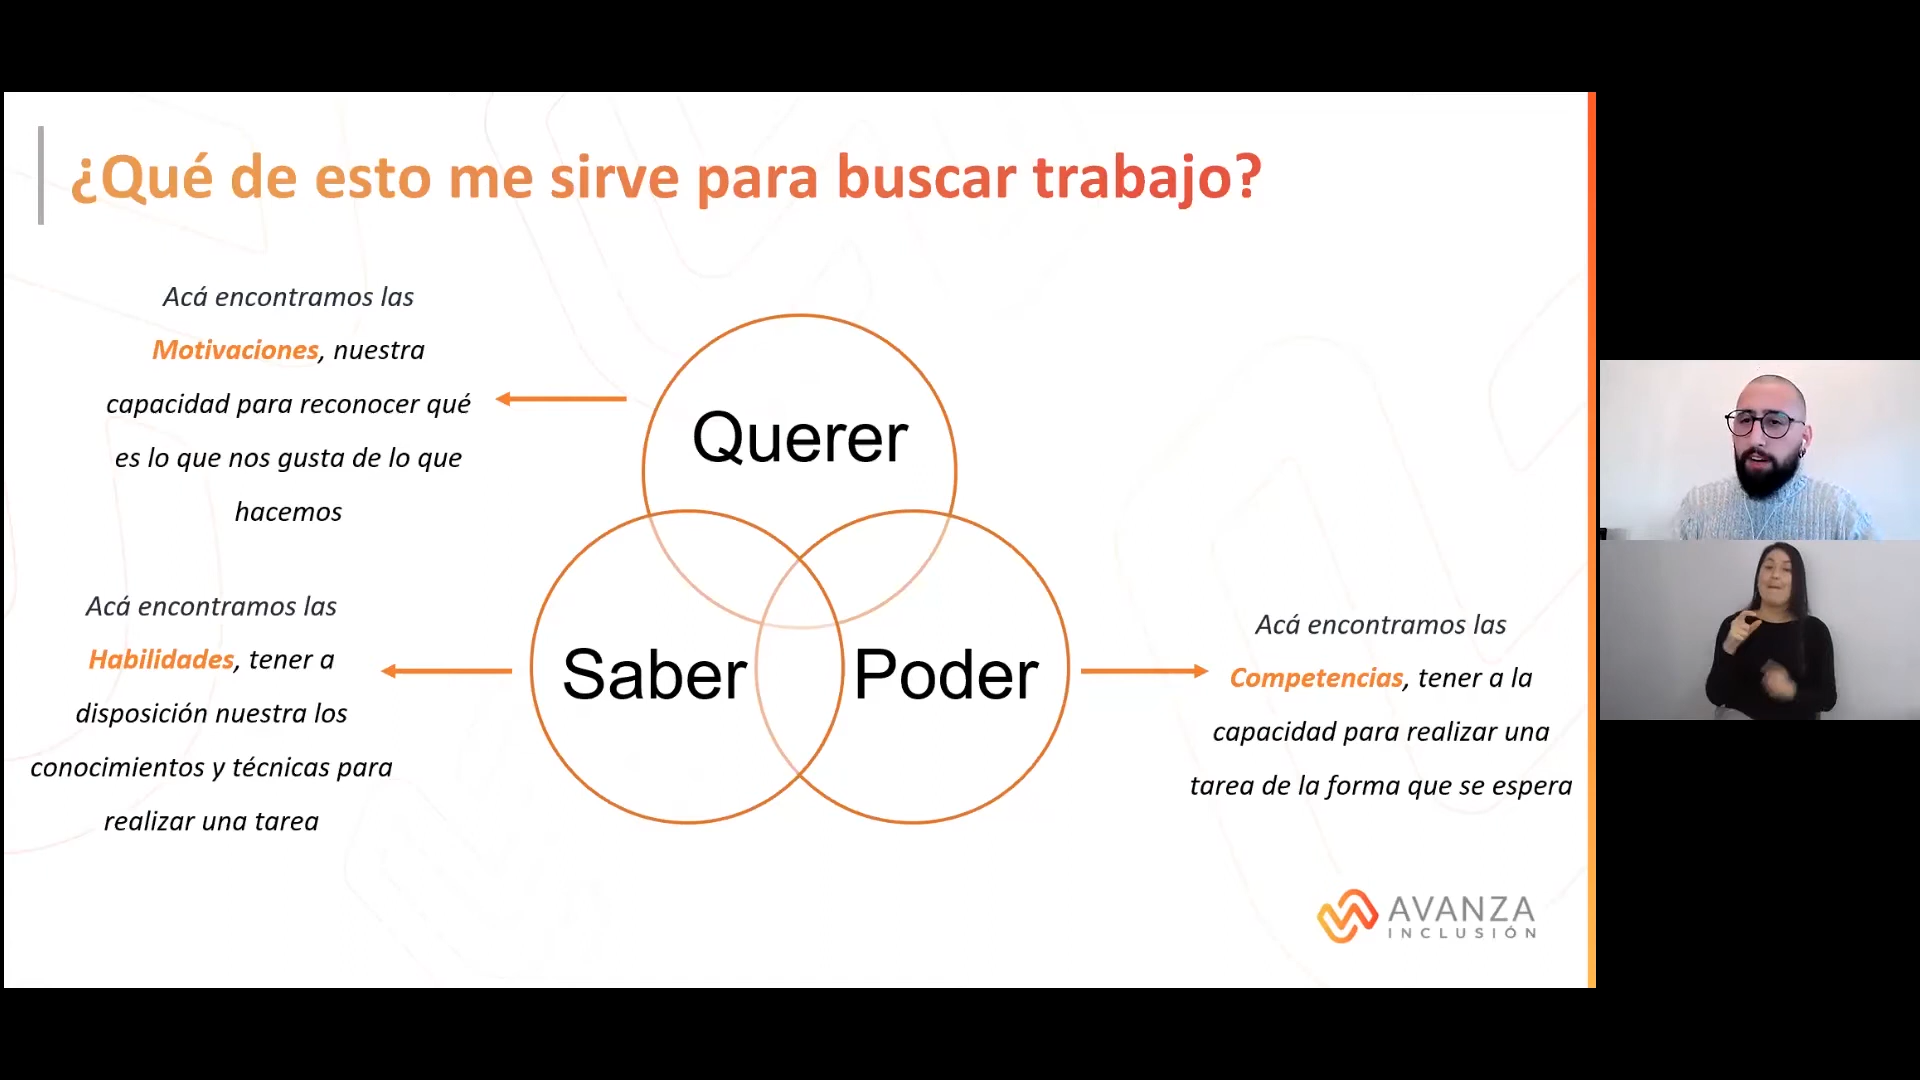 ¿Qué de esto me sirve para buscar trabajo?
Acá encontramos las
Motivaciones, nuestra
capacidad para reconocer qué
es lo que nos gusta de lo que
hacemos
Querer
Acá encontramos las
Habilidades, tener a
disposición nuestra los
conocimientos y técnicas para
realizar una tarea
Saber
Poder
Acá encontramos las
Competencias, tener a la
capacidad para realizar una
tarea de la forma que se espera
AVANZA
INCLUSIÓN